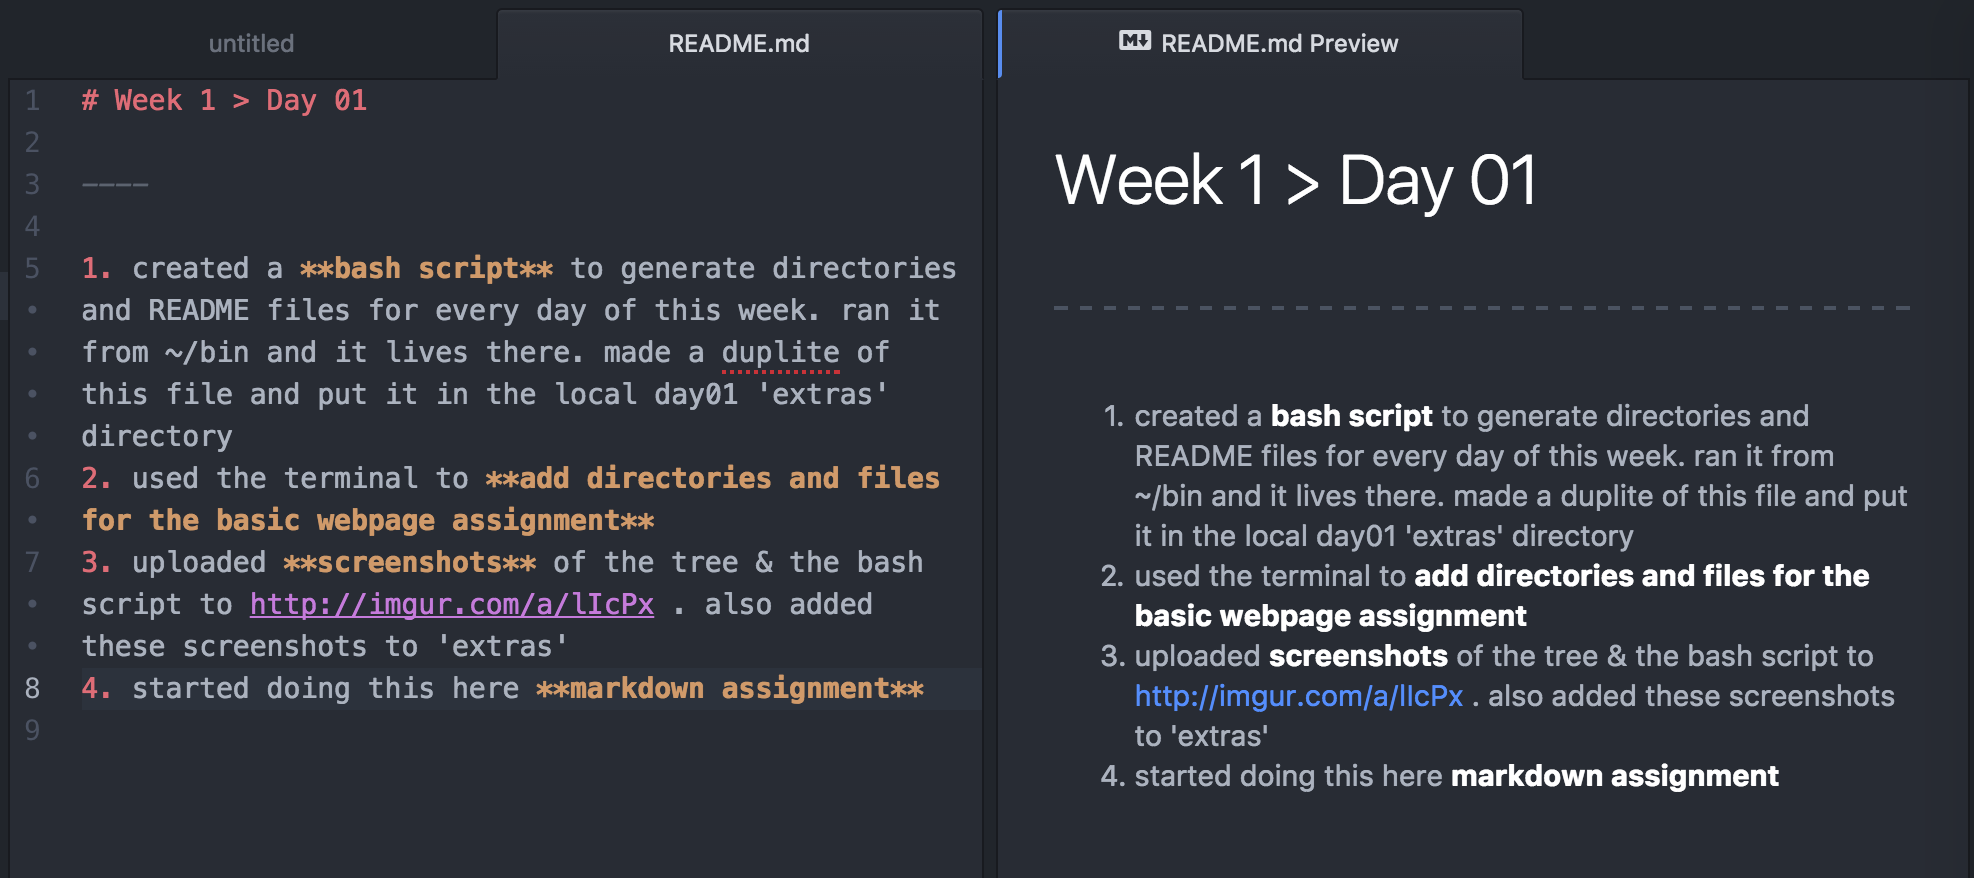 untitled
README.md
1 # Week 1 > Day 01
2
3 ----
4
5 1. created a **bash script** to generate directories
• and README files for every day of this week. ran it
• from ~/bin and it lives there. made a duplite of
• this file and put it in the local day01 'extras'
• directory
6 2. used the terminal to **add directories and files
• for the basic webpage assignment**
7 3. uploaded **screenshots** of the tree & the bash
• script to http://imgur.com/a/lIcPx . also added
• these screenshots to 'extras'
8 4. started doing this here **markdown assignment**
9
M↓ README.md Preview
Week 1 > Day 01
1. created a bash script to generate directories and
README files for every day of this week. ran it from
~/bin and it lives there. made a duplite of this file and put
it in the local day01 'extras' directory
2. used the terminal to add directories and files for the
basic webpage assignment
3. uploaded screenshots of the tree & the bash script to
http://imgur.com/a/lIcPx . also added these screenshots
to 'extras'
4. started doing this here markdown assignment